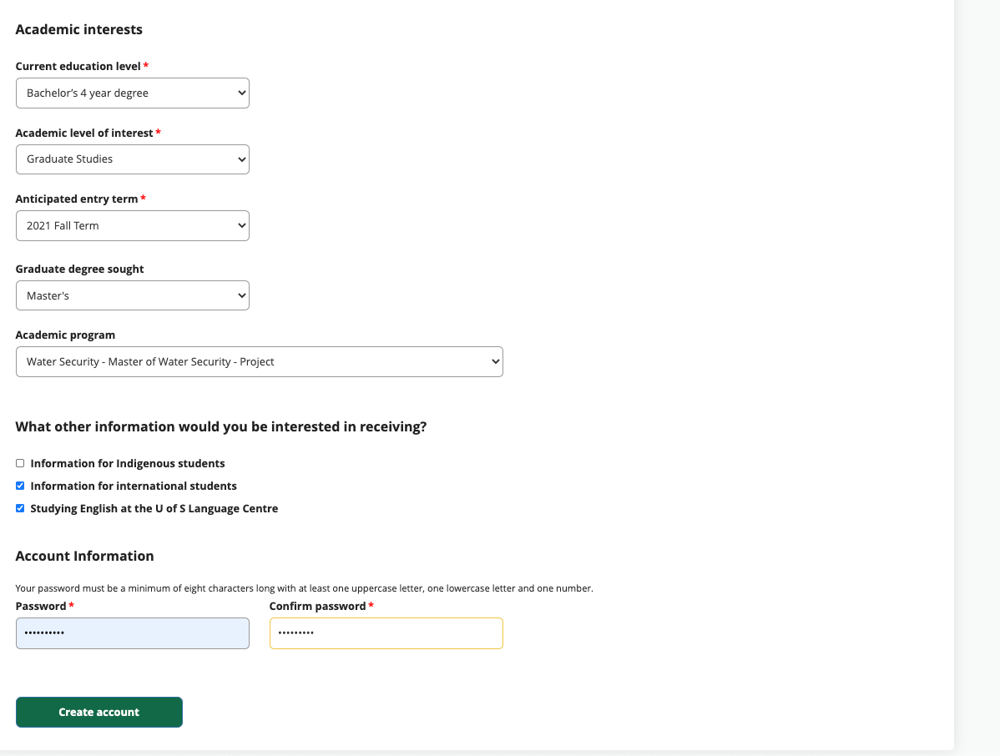 Academic interests
Current education level *
Bachelor’s 4 year degree
Academic level of interest *
Graduate Studies
Anticipated entry term *
2021 Fall Term
Graduate degree sought
Master's
Academic program
Water Security - Master of Water Security - Project
What other information would you be interested in receiving?
Information for Indigenous students
Information for international students
Studying English at the U of S Language Centre
Account Information
Your password must be a minimum of eight characters long with at least one uppercase letter, one lowercase letter and one number.
Password * Confirm password *
•••••••••• •••••••••
Create account